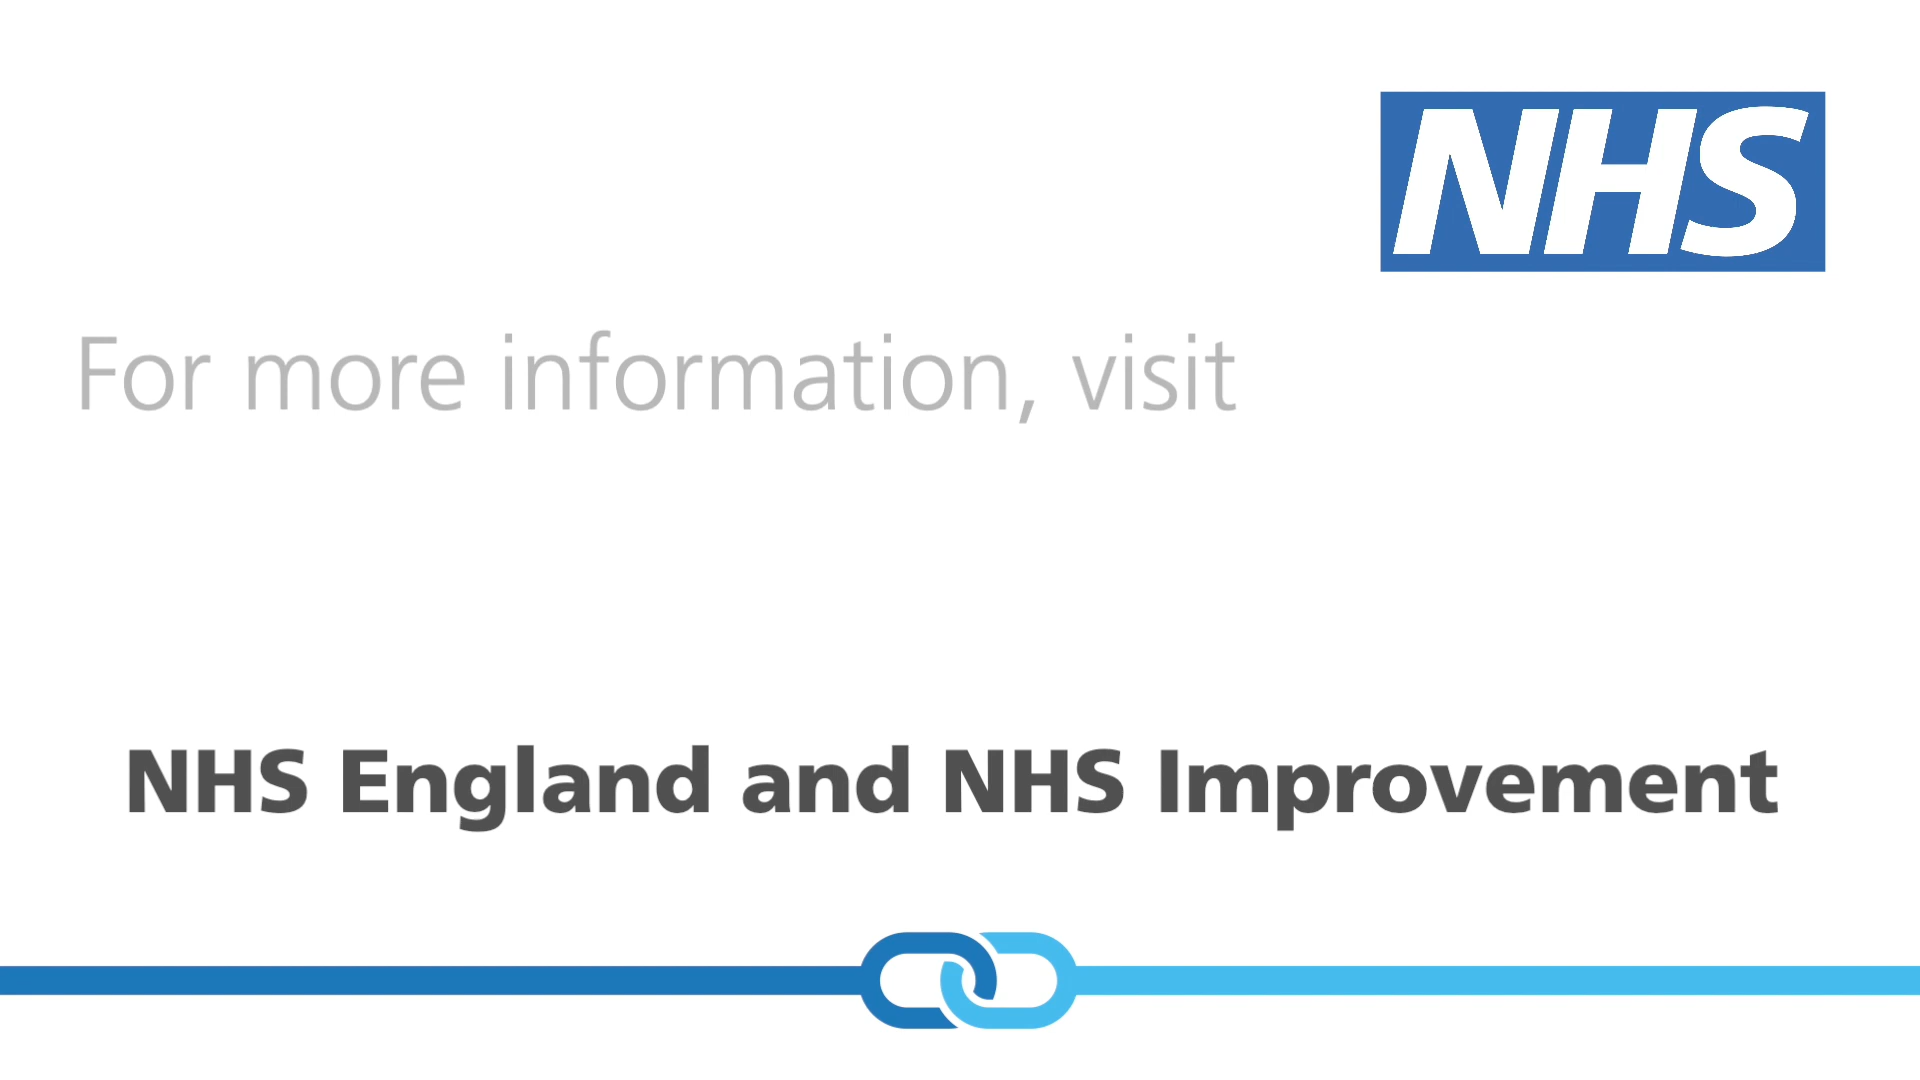 NHS
For more information, visit
NHS England and NHS Improvement